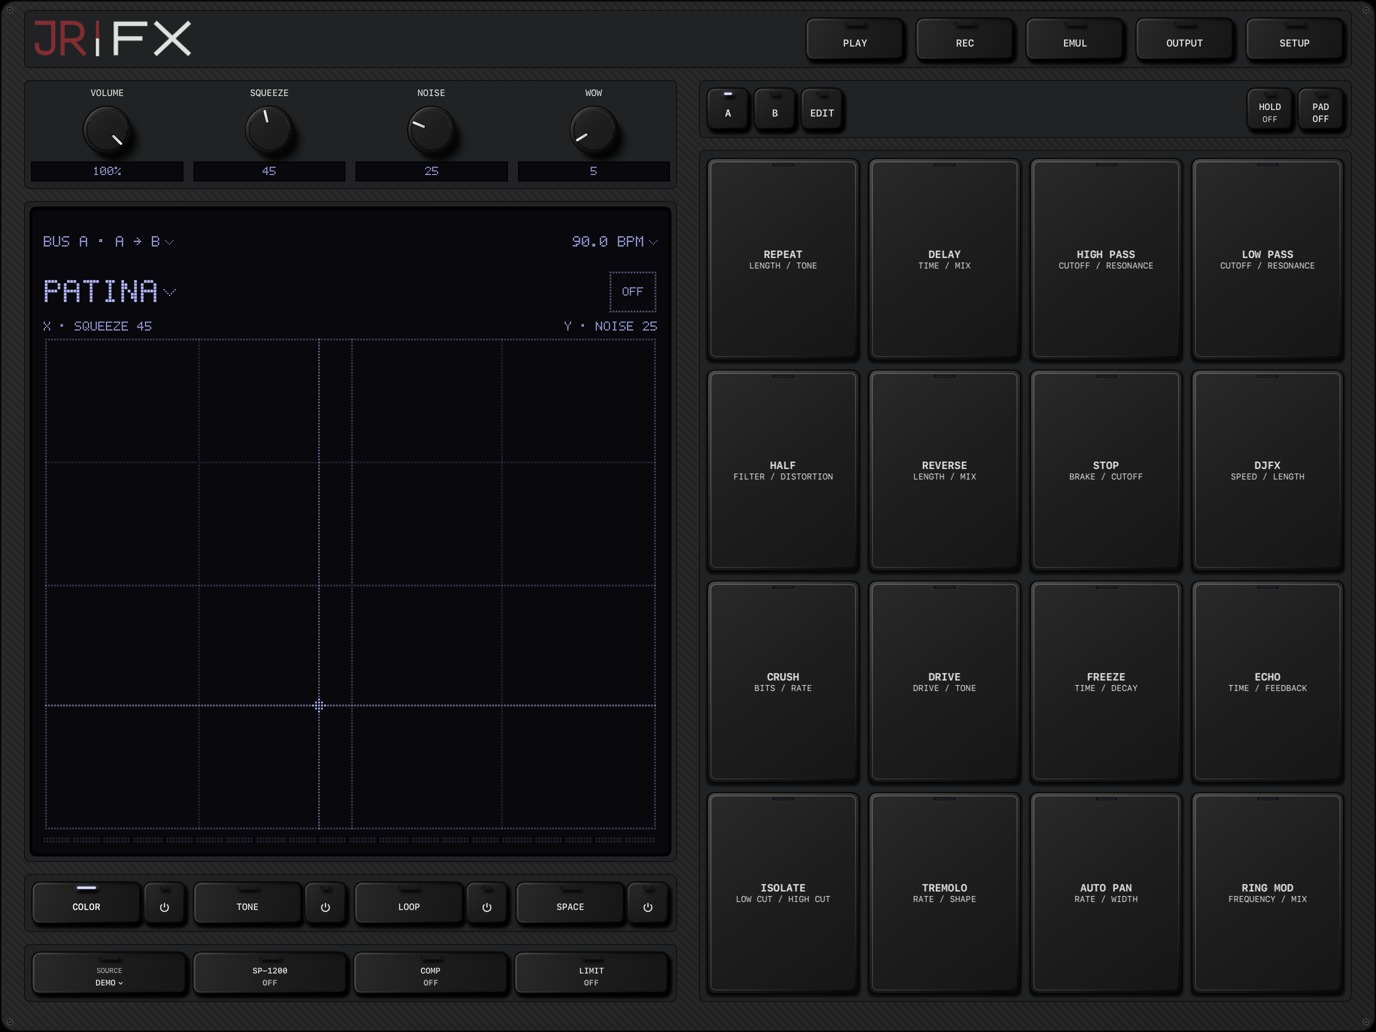 JR|FX
PLAY
REC
EMUL
OUTPUT
SETUP
VOLUME
SQUEEZE
NOISE
WOW
100%
45
25
5
A
B
EDIT
HOLD
OFF
PAD
OFF
BUS A · A → B
90.0 BPM
PATINA
OFF
X · SQUEEZE 45
Y · NOISE 25
REPEAT
LENGTH / TONE
DELAY
TIME / MIX
HIGH PASS
CUTOFF / RESONANCE
LOW PASS
CUTOFF / RESONANCE
HALF
FILTER / DISTORTION
REVERSE
LENGTH / MIX
STOP
BRAKE / CUTOFF
DJFX
SPEED / LENGTH
CRUSH
BITS / RATE
DRIVE
DRIVE / TONE
FREEZE
TIME / DECAY
ECHO
TIME / FEEDBACK
ISOLATE
LOW CUT / HIGH CUT
TREMOLO
RATE / SHAPE
AUTO PAN
RATE / WIDTH
RING MOD
FREQUENCY / MIX
COLOR
TONE
LOOP
SPACE
SOURCE
DEMO
SP-1200
OFF
COMP
OFF
LIMIT
OFF